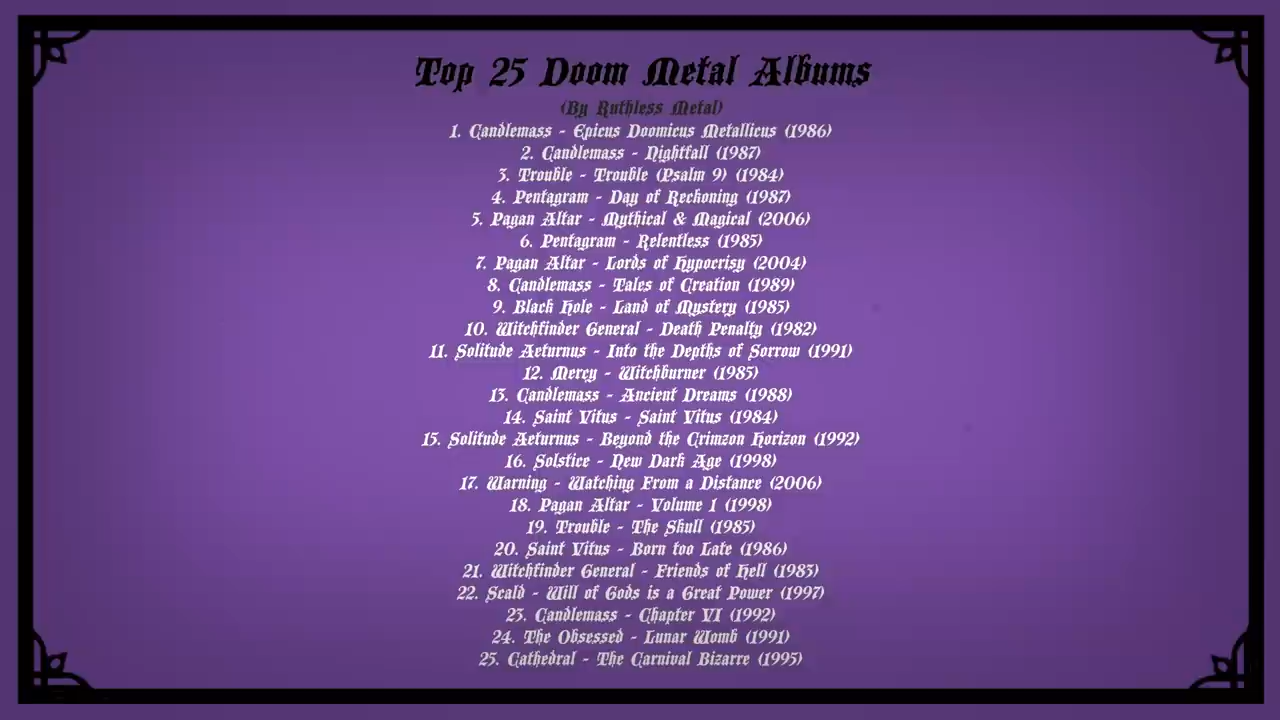 Top 25 Doom Metal Albums
(By Ruthless Metal)
1. Candlemass - Epicus Doomicus Metallicus (1986)
2. Candlemass - Nightfall (1987)
3. Trouble - Trouble (Psalm 9) (1984)
4. Pentagram - Day of Reckoning (1987)
5. Pagan Altar - Mythical & Magical (2006)
6. Pentagram - Relentless (1985)
7. Pagan Altar - Lords of Hypocrisy (2004)
8. Candlemass - Tales of Creation (1989)
9. Black Hole - Land of Mystery (1985)
10. Witchfinder General - Death Penalty (1982)
11. Solitude Aeturnus - Into the Depths of Sorrow (1991)
12. Mercy - Witchburner (1985)
13. Candlemass - Ancient Dreams (1988)
14. Saint Vitus - Saint Vitus (1984)
15. Solitude Aeturnus - Beyond the Crimzon Horizon (1992)
16. Solstice - New Dark Age (1998)
17. Warning - Watching From a Distance (2006)
18. Pagan Altar - Volume 1 (1998)
19. Trouble - The Skull (1985)
20. Saint Vitus - Born too Late (1986)
21. Witchfinder General - Friends of Hell (1983)
22. Scald - Will of Gods is a Great Power (1997)
23. Candlemass - Chapter VI (1992)
24. The Obsessed - Lunar Womb (1991)
25. Cathedral - The Carnival Bizarre (1995)